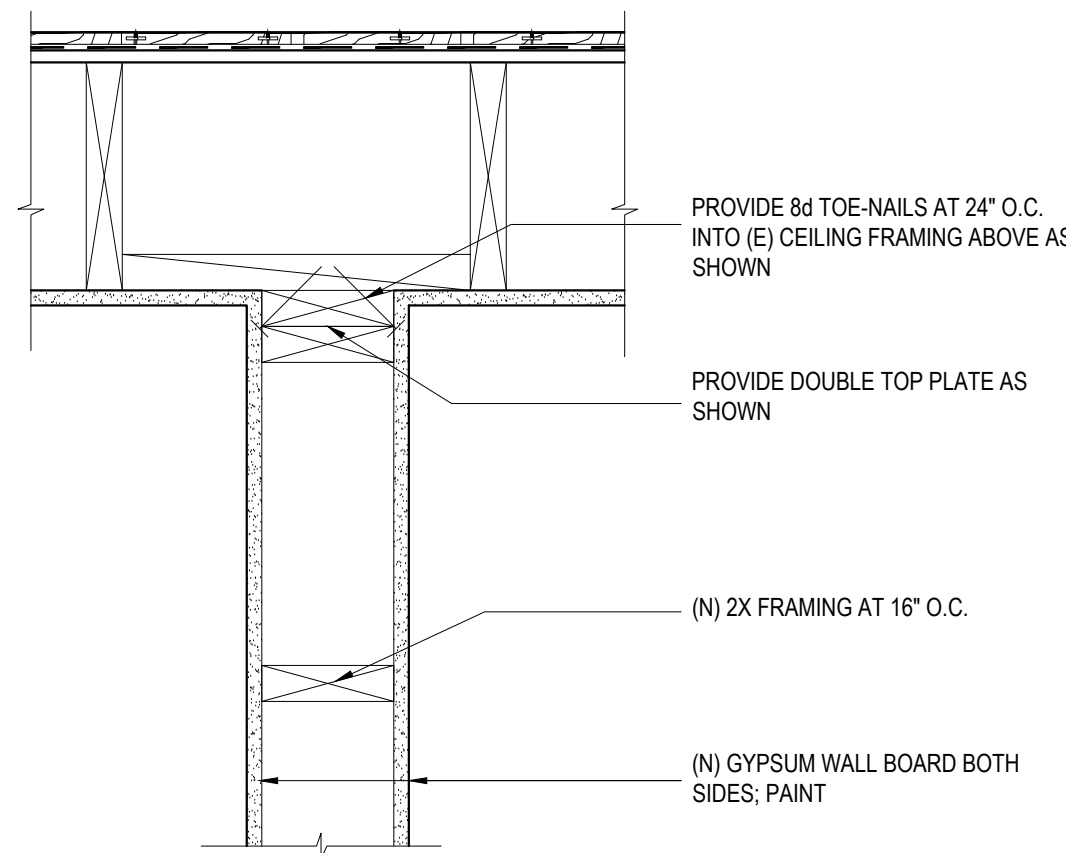 PROVIDE 8d TOE-NAILS AT 24" O.C.
INTO (E) CEILING FRAMING ABOVE AS
SHOWN
PROVIDE DOUBLE TOP PLATE AS
SHOWN
(N) 2X FRAMING AT 16" O.C.
(N) GYPSUM WALL BOARD BOTH
SIDES; PAINT